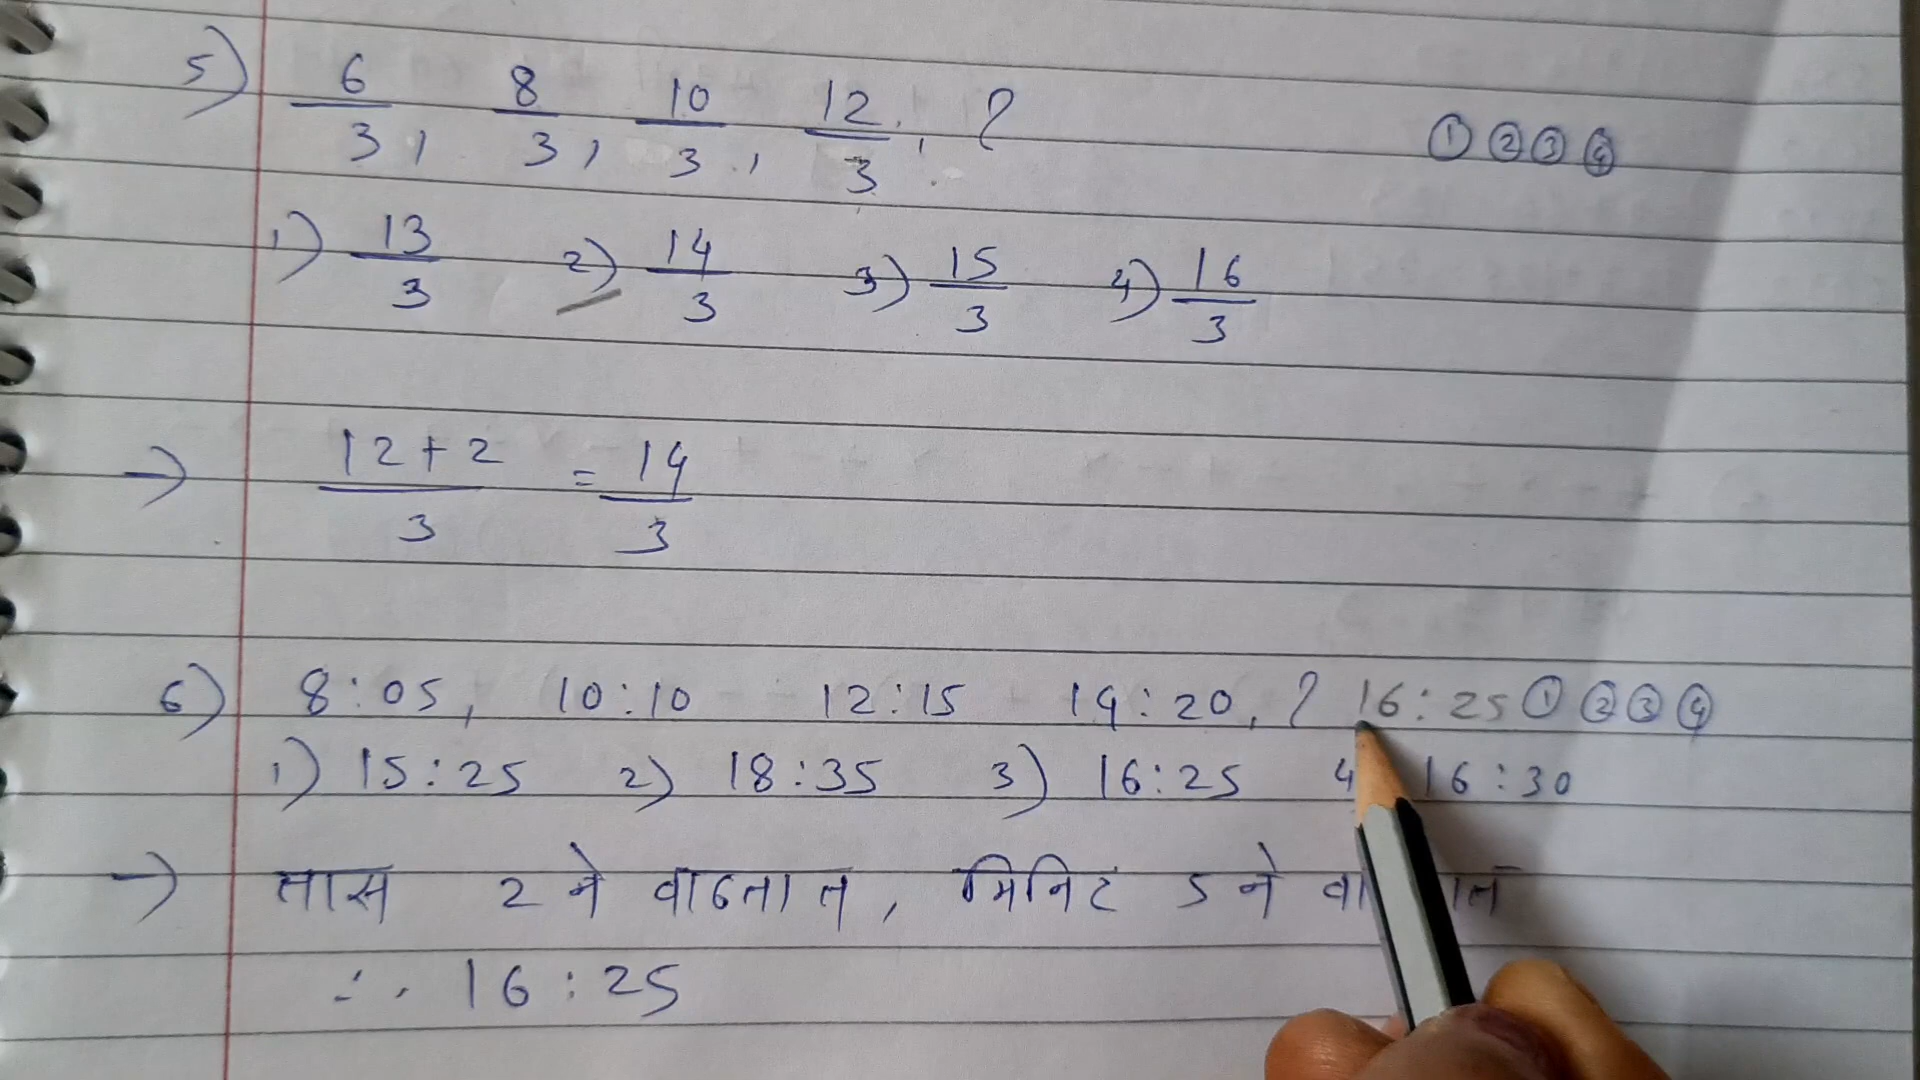 5) 6/3, 8/3, 10/3, 12/3, ? ① ② ③ ④
1) 13/3 2) 14/3 3) 15/3 4) 16/3
→ 12+2/3 = 14/3
6) 8:05, 10:10 12:15 14:20, ? 16:25 ① ② ③ ④
1) 15:25 2) 18:35 3) 16:25 4 16:30
→ तास 2 ने वाढतात, मिनिट 5 ने
∴ 16:25